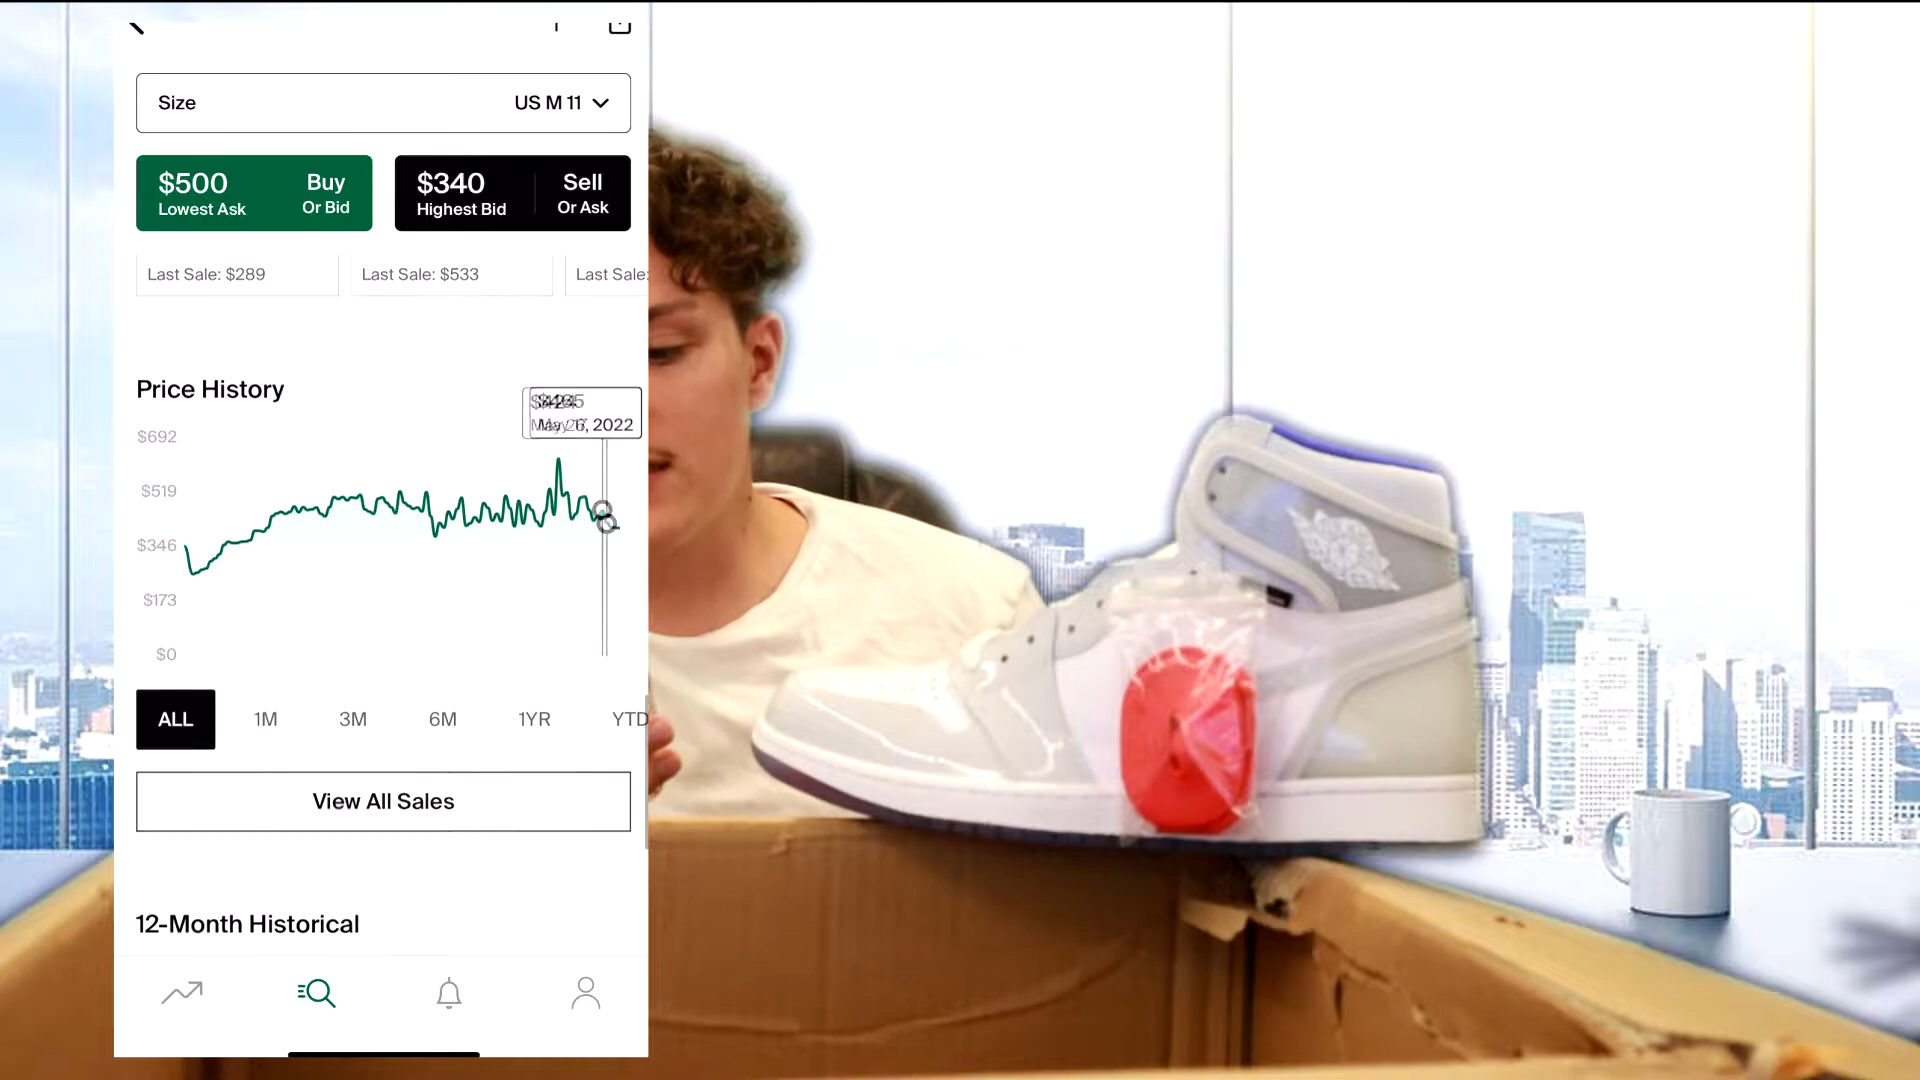 Size
US M 11
$500
Lowest Ask
Buy
Or Bid
$340
Highest Bid
Sell
Or Ask
Last Sale: $289
Last Sale: $533
Last Sale:
Price History
2022
$692
$519
$346
$173
$0
ALL
1M
3M
6M
1YR
YTD
View All Sales
12-Month Historical